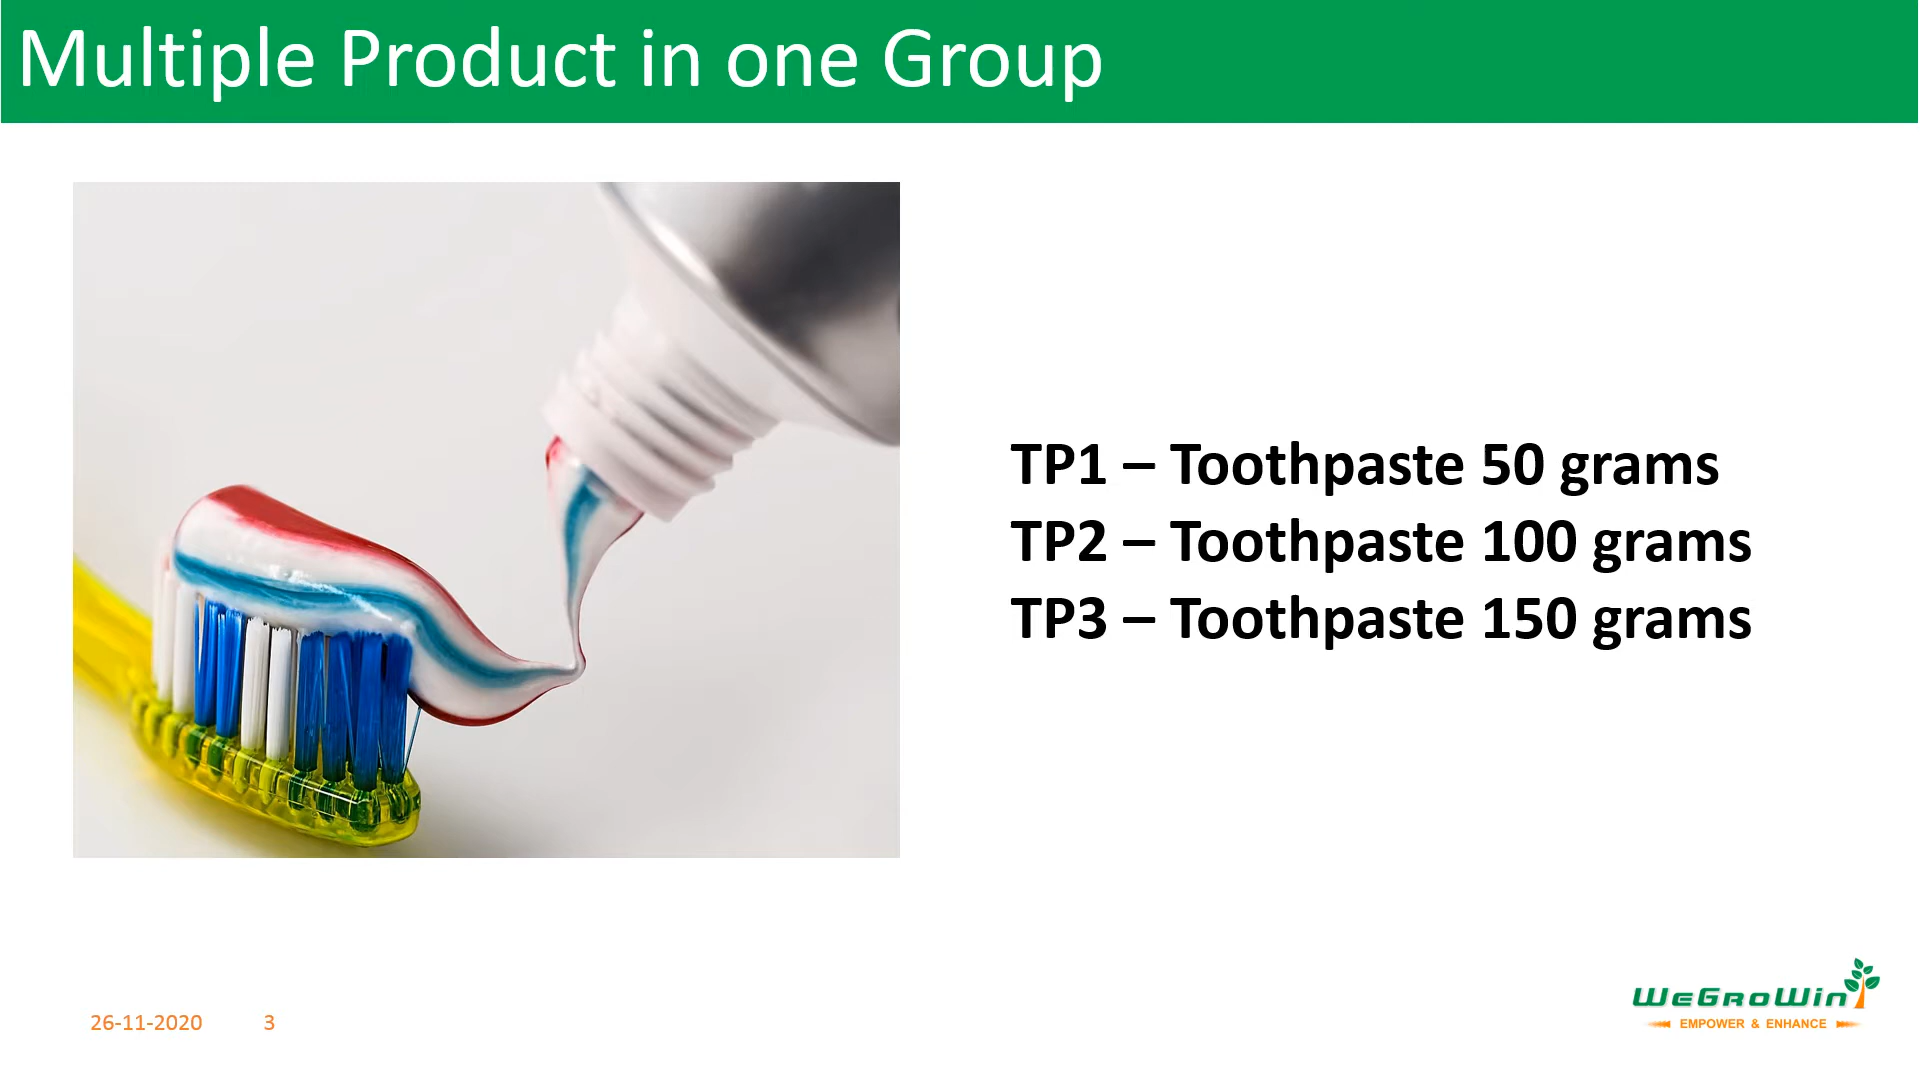 Multiple Product in one Group
TP1 – Toothpaste 50 grams
TP2 – Toothpaste 100 grams
TP3 – Toothpaste 150 grams
26-11-2020 3
WeGroWin
EMPOWER & ENHANCE